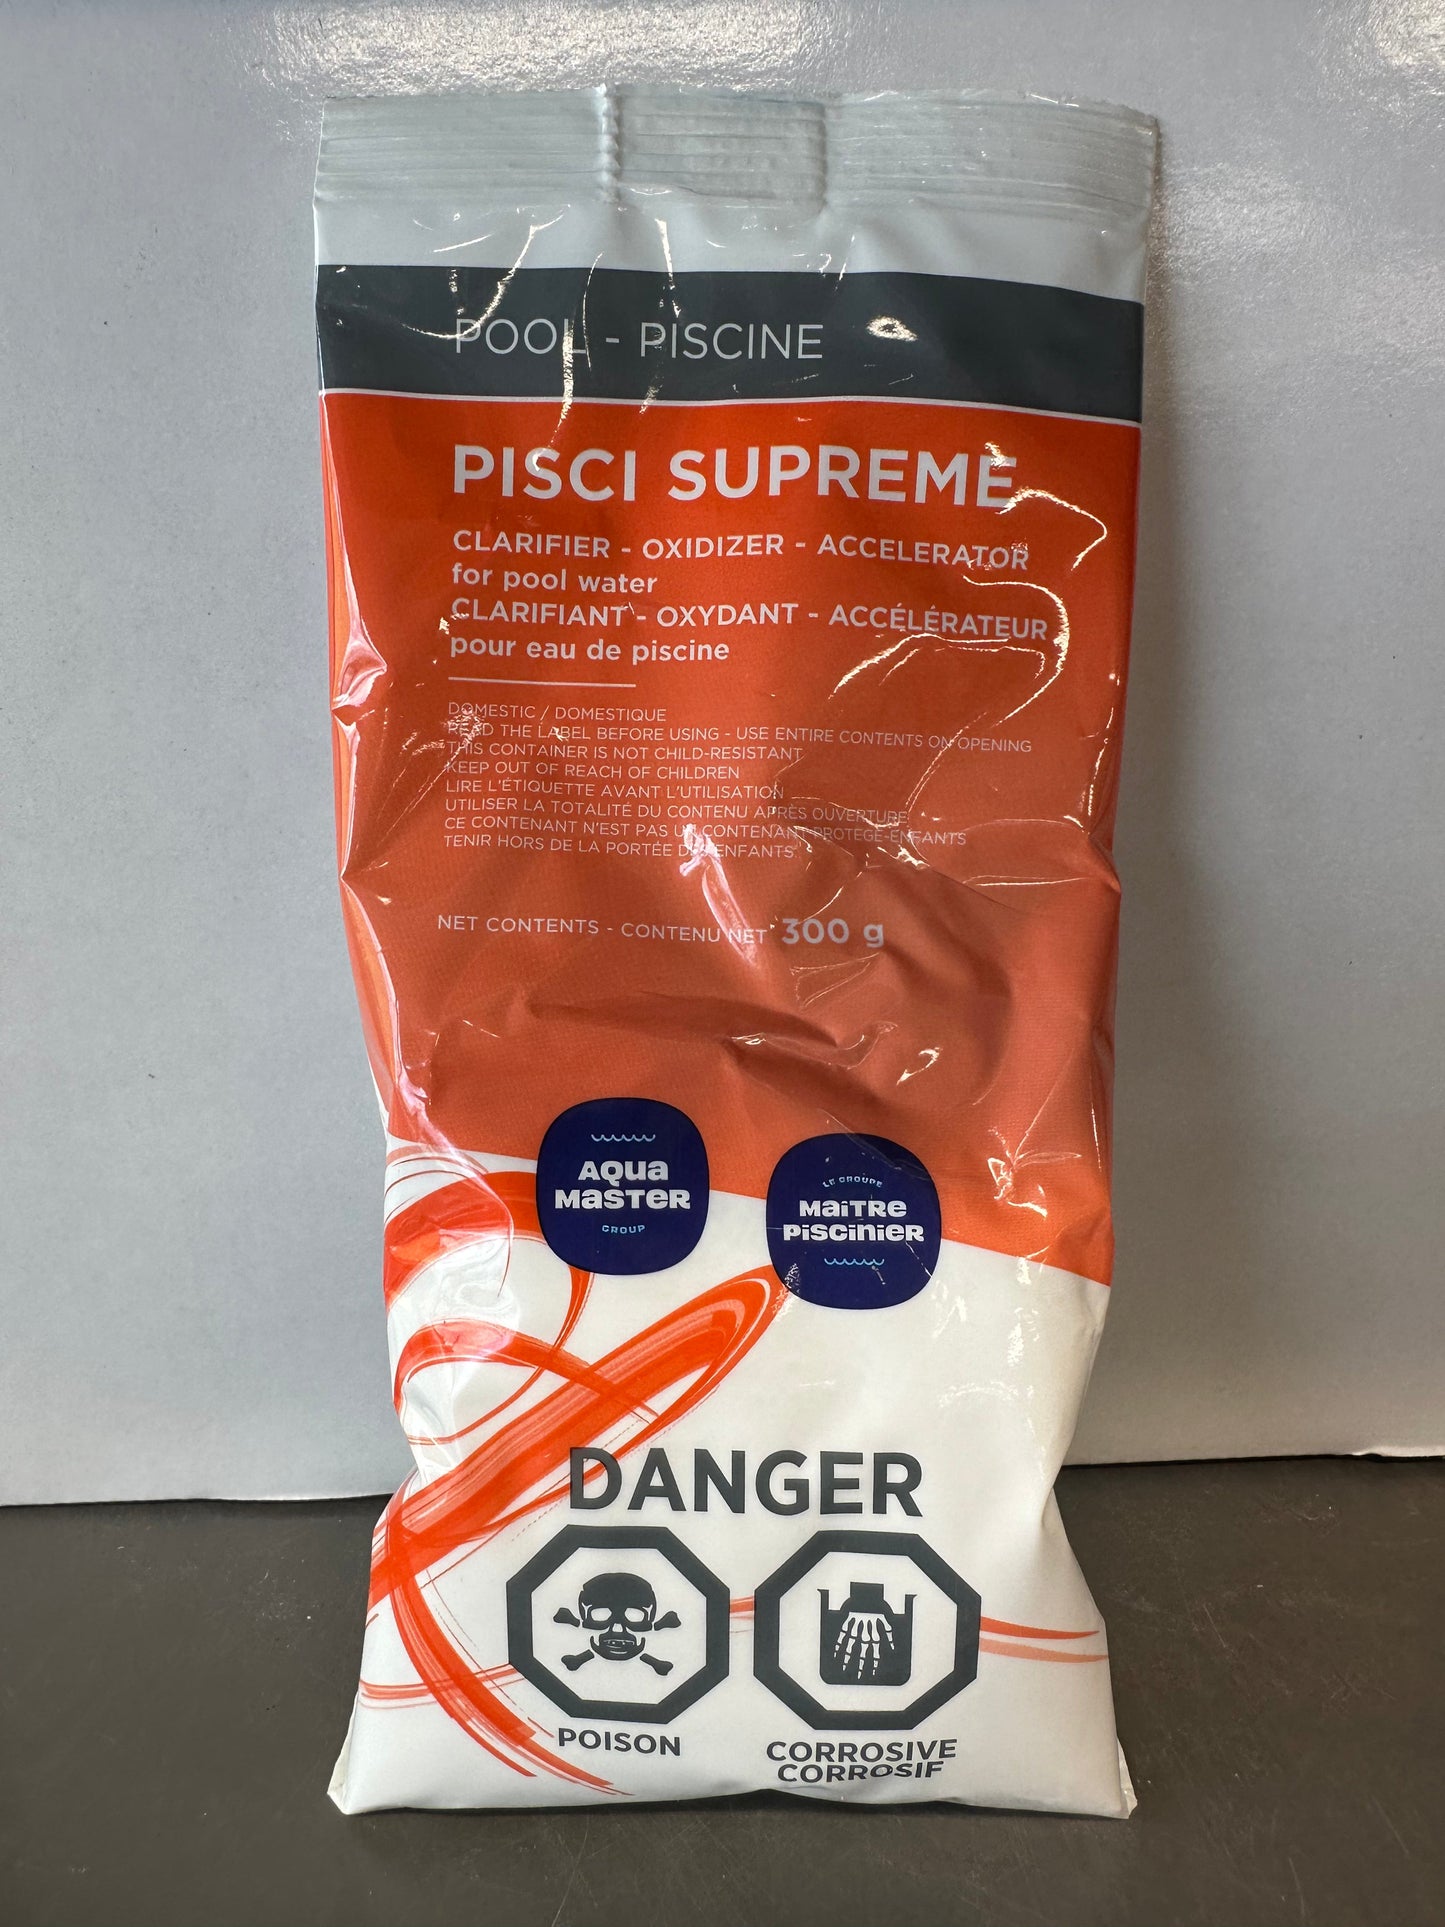 POOL - PISCINE
PISCI SUPREME
CLARIFIER - OXIDIZER - ACCELERATOR
for pool water
CLARIFIANT - OXYDANT - ACCÉLÉRATEUR
pour eau de piscine
DOMESTIC / DOMESTIQUE
READ THE LABEL BEFORE USING - USE ENTIRE CONTENTS ON OPENING
THIS CONTAINER IS NOT CHILD-RESISTANT
KEEP OUT OF REACH OF CHILDREN
LIRE L'ÉTIQUETTE AVANT L'UTILISATION
UTILISER LA TOTALITÉ DU CONTENU APRÈS OUVERTURE
CE CONTENANT N'EST PAS UN CONTENANT PROTÈGE-ENFANTS
TENIR HORS DE LA PORTÉE DES ENFANTS
NET CONTENTS - CONTENU NET 300 g
AQUA
MASTER
GROUP
LE GROUPE
MAITRE
PISCINIER
DANGER
POISON
CORROSIVE
CORROSIF